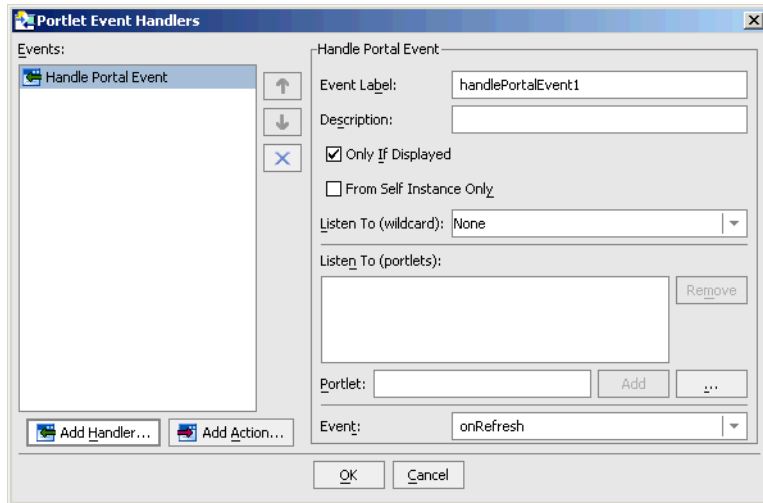 Portlet Event Handlers
Events:
Handle Portal Event
Add Handler...
Add Action...
Handle Portal Event
Event Label: handlePortalEvent1
Description:
Only If Displayed
From Self Instance Only
Listen To (wildcard): None
Listen To (portlets):
Remove
Portlet: Add ...
Event: onRefresh
OK Cancel